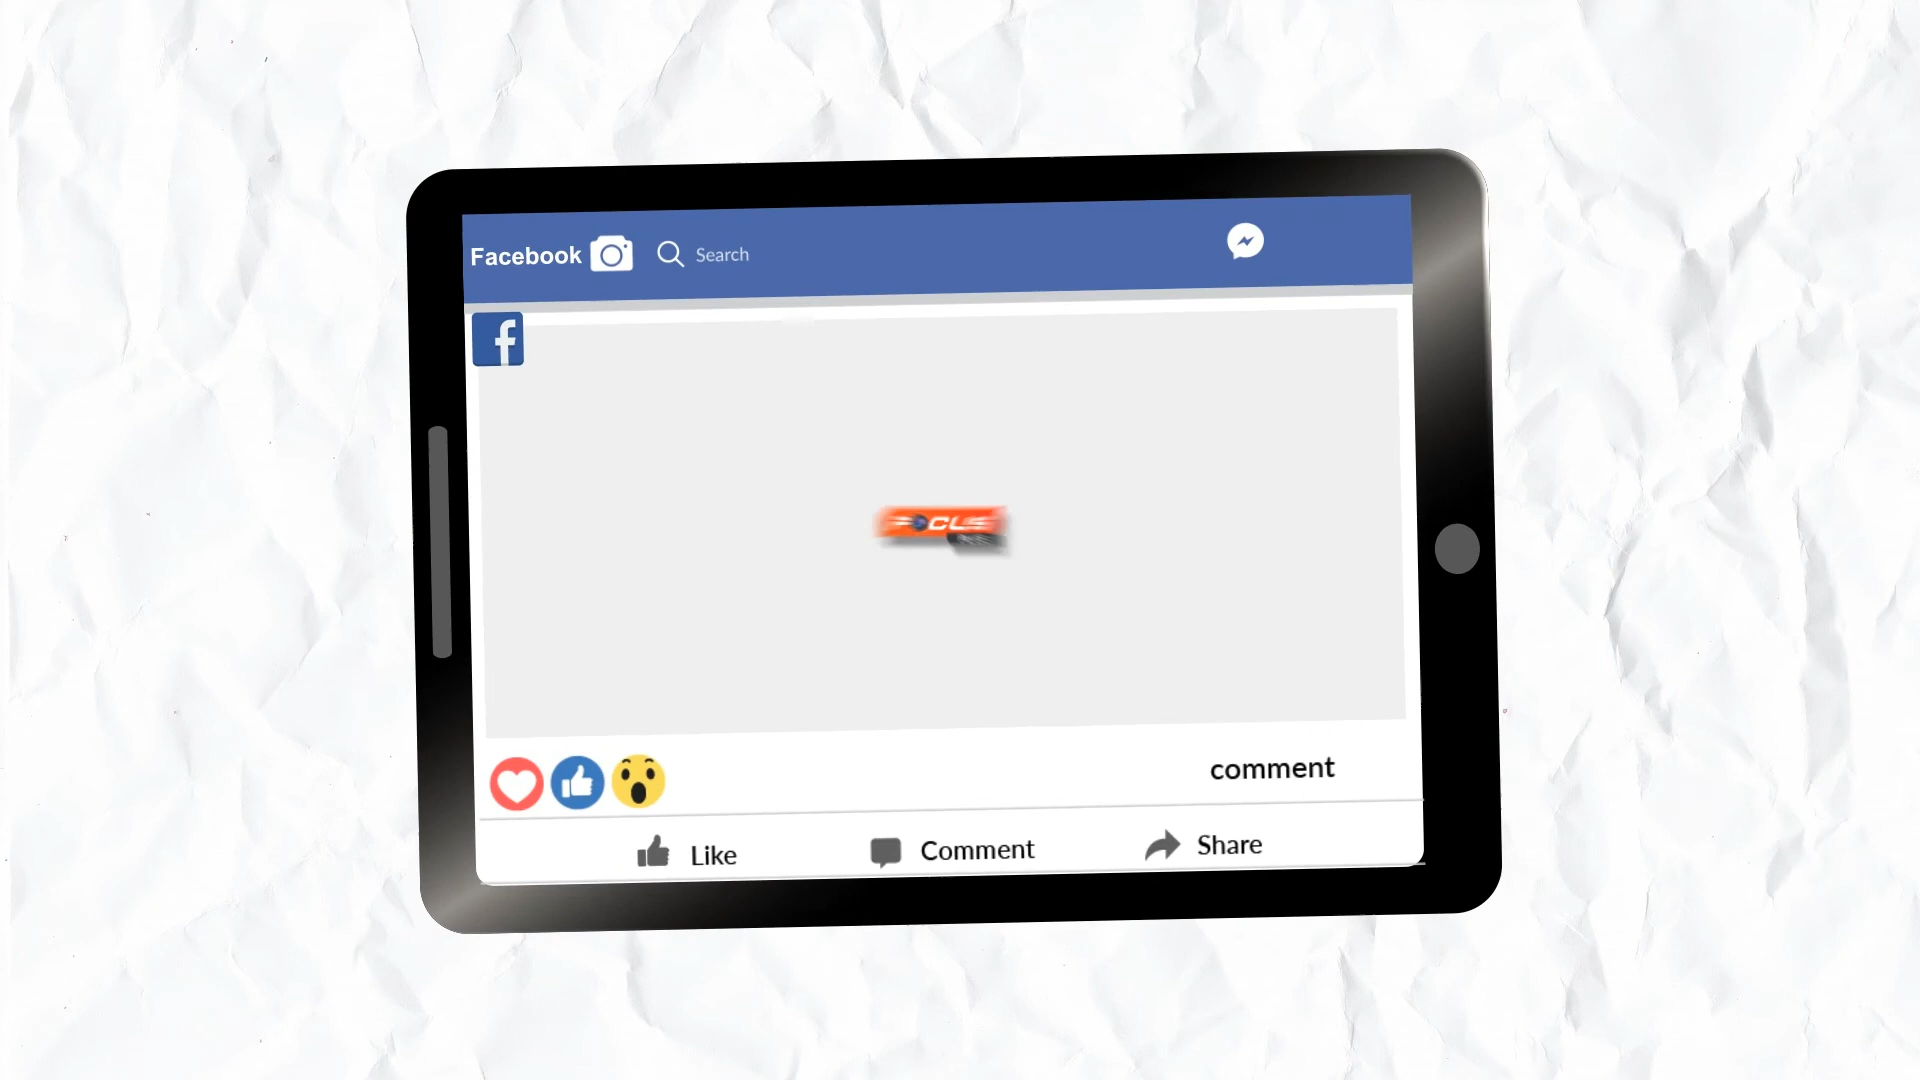 Facebook
Search
comment
Like
Comment
Share